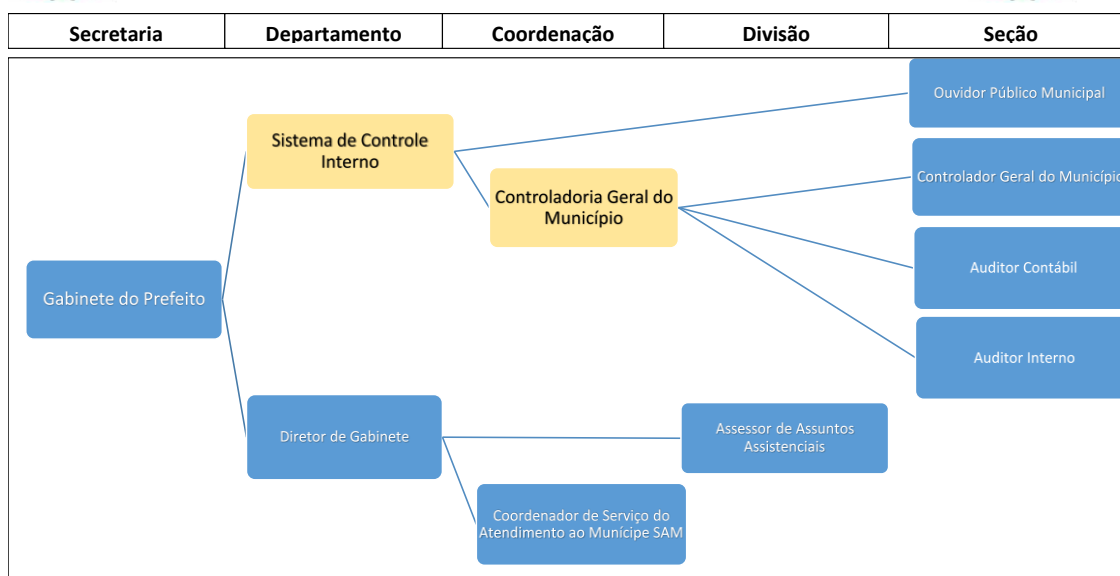 Secretaria
Departamento
Coordenação
Divisão
Seção
Ouvidor Público Municipal
Sistema de Controle
Interno
Controladoria Geral do
Município
Controlador Geral do Município
Auditor Contábil
Gabinete do Prefeito
Auditor Interno
Diretor de Gabinete
Assessor de Assuntos
Assistenciais
Coordenador de Serviço do
Atendimento ao Munícipe SAM